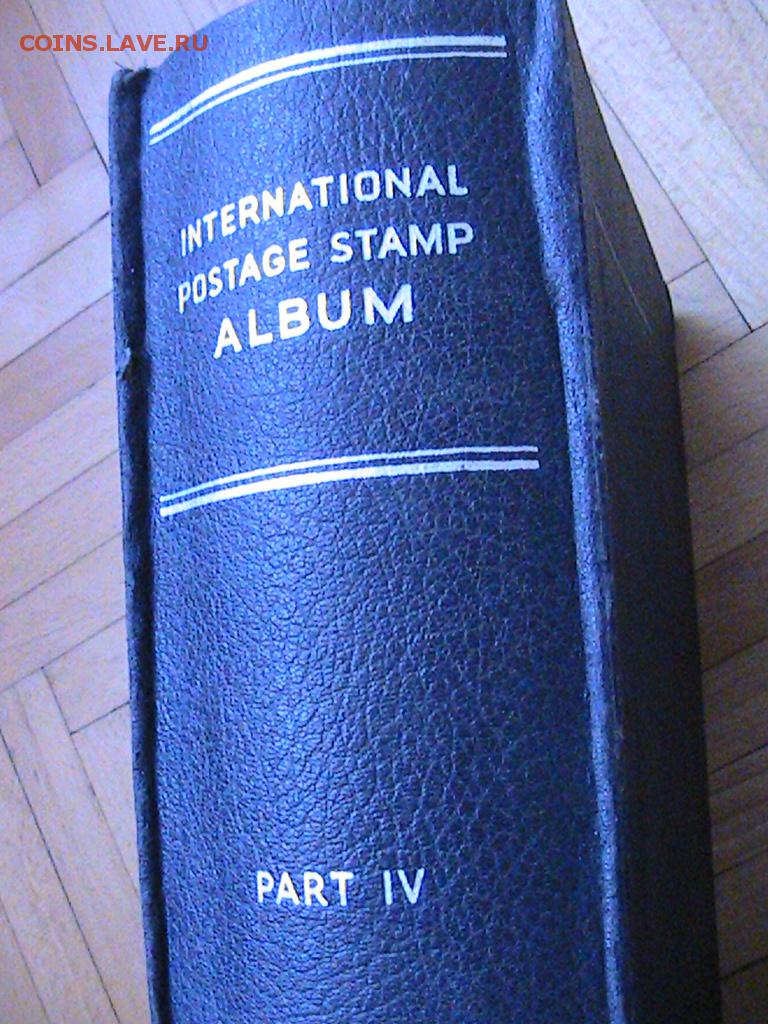 COINS.LAVE.RU
INTERNATIONAL
POSTAGE STAMP
ALBUM
PART IV